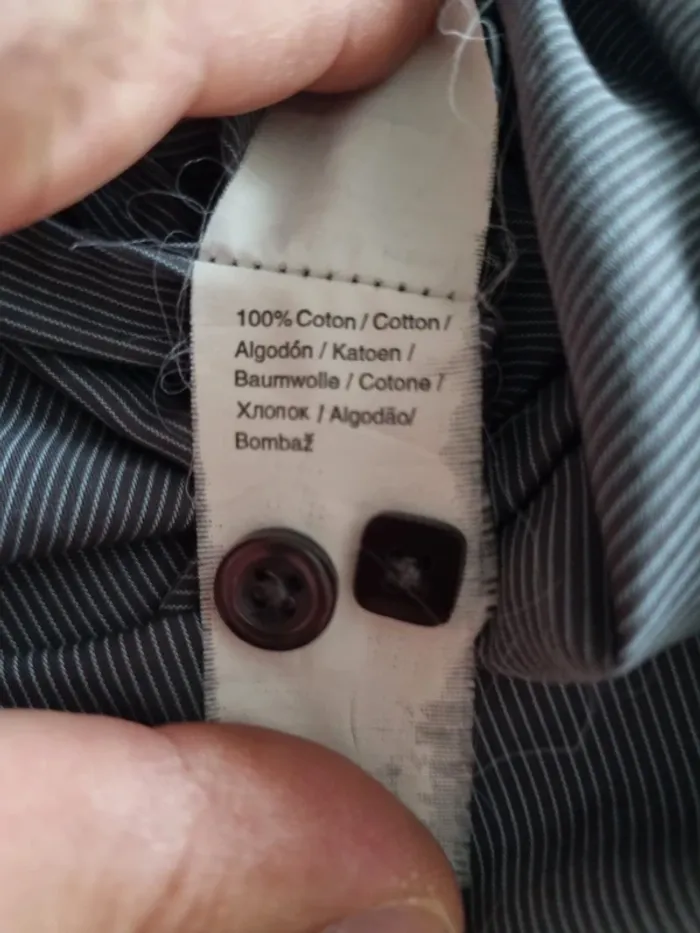 100% Coton / Cotton /
Algodón / Katoen /
Baumwolle / Cotone /
Хлопок / Algodão/
Bombaž